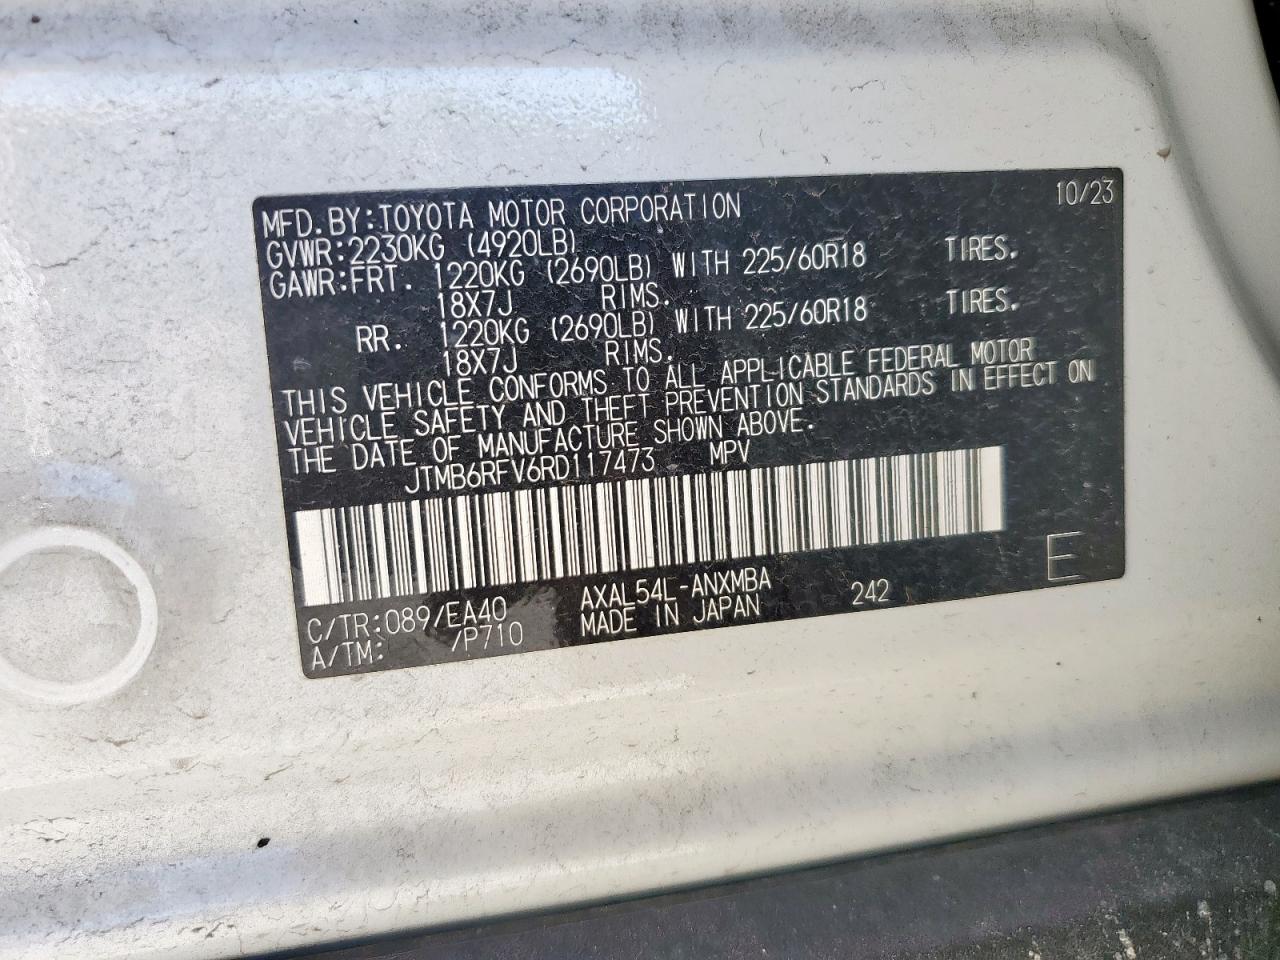 10/23
MFD.BY:TOYOTA MOTOR CORPORATION
GVWR:2230KG (4920LB)
GAWR:FRT. 1220KG (2690LB) WITH 225/60R18 TIRES.
18X7J RIMS.
RR. 1220KG (2690LB) WITH 225/60R18 TIRES.
18X7J RIMS.
THIS VEHICLE CONFORMS TO ALL APPLICABLE FEDERAL MOTOR
VEHICLE SAFETY AND THEFT PREVENTION STANDARDS IN EFFECT ON
THE DATE OF MANUFACTURE SHOWN ABOVE.
JTMB6RFV6RD117473 MPV
C/TR:089/EA40 AXAL54L-ANXMBA 242 E
A/TM: /P710 MADE IN JAPAN